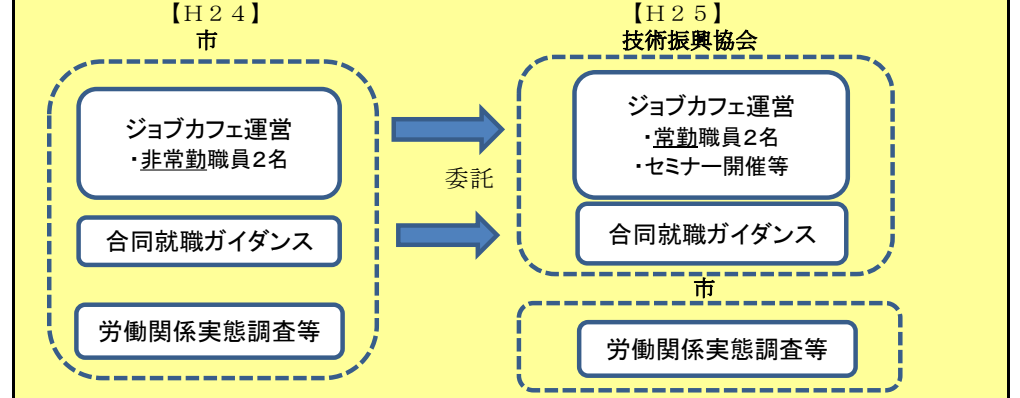 【H24】
市
ジョブカフェ運営
・非常勤職員2名
合同就職ガイダンス
労働関係実態調査等
委託
【H25】
技術振興協会
ジョブカフェ運営
・常勤職員2名
・セミナー開催等
合同就職ガイダンス
市
労働関係実態調査等